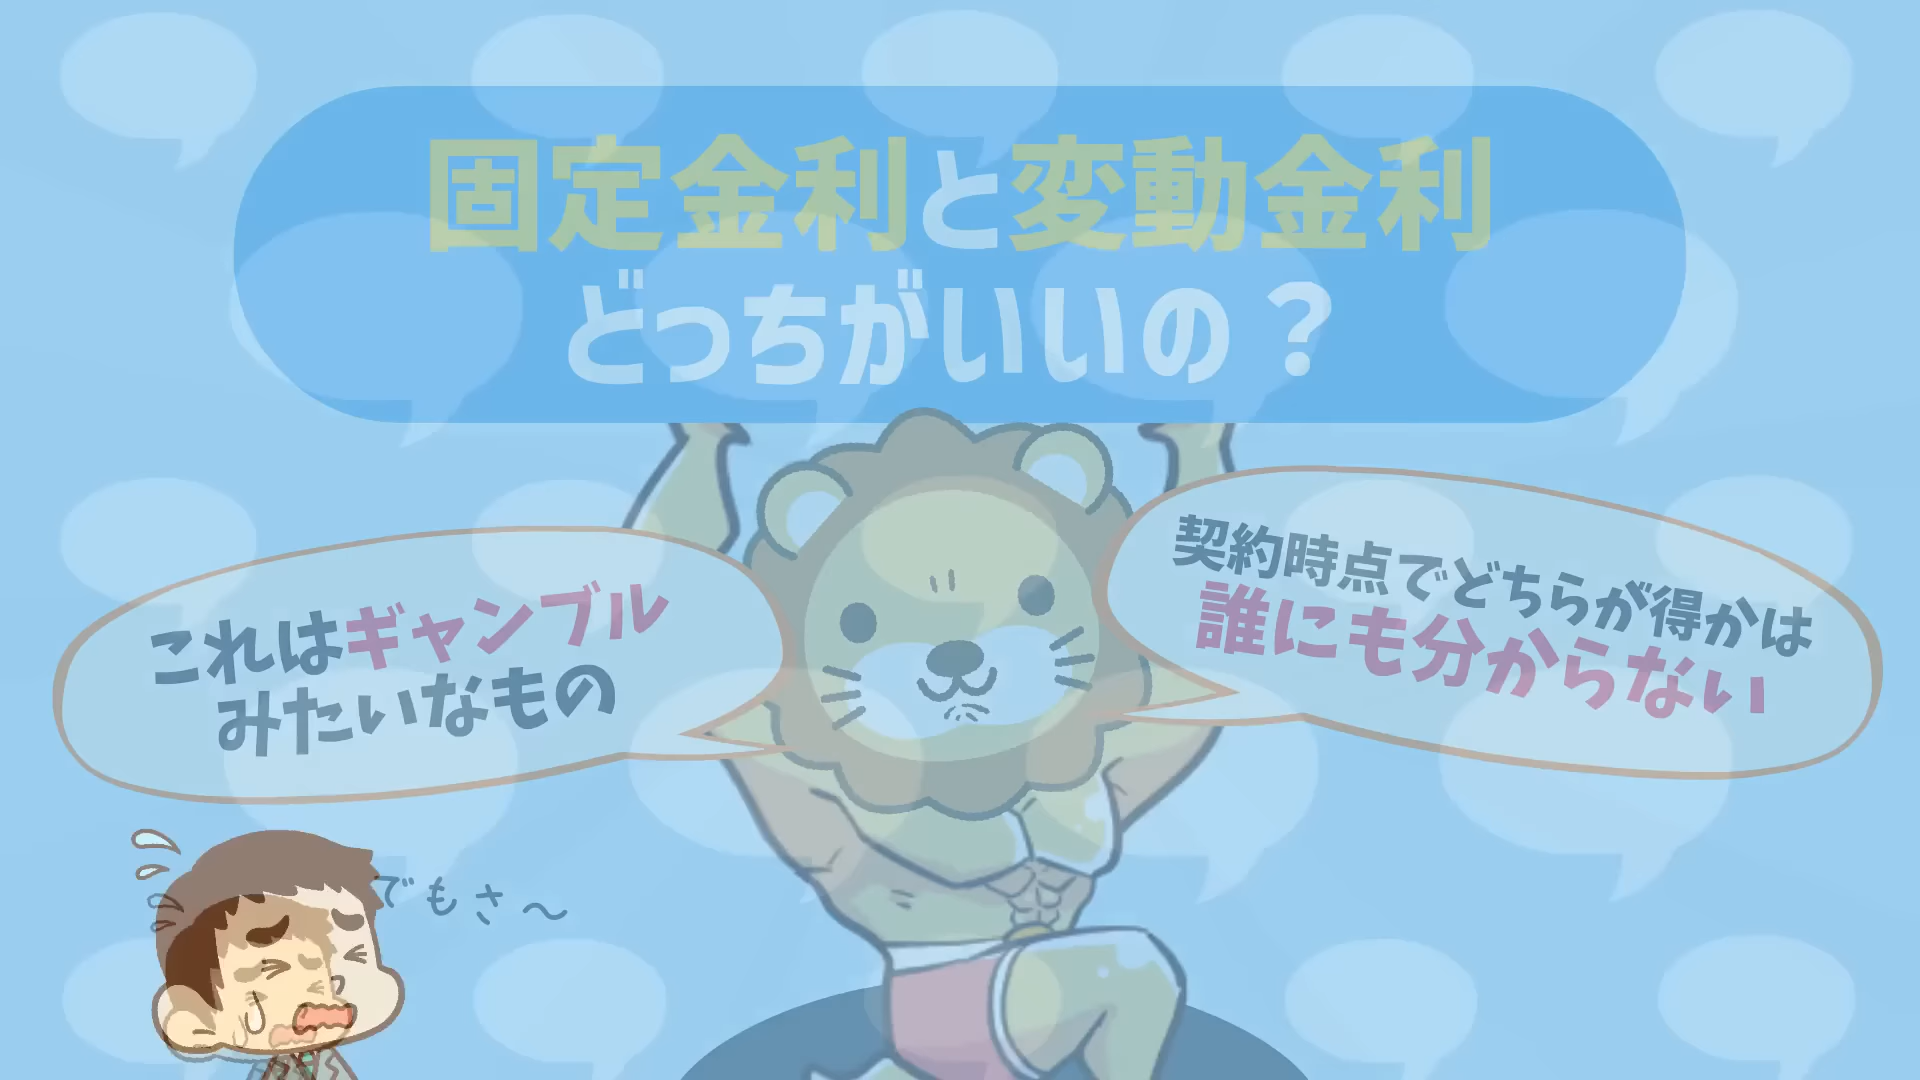 固定金利と変動金利
どっちがいいの？
これはギャンブル
みたいなもの
契約時点でどちらが得かは
誰にも分からない
でもさ～